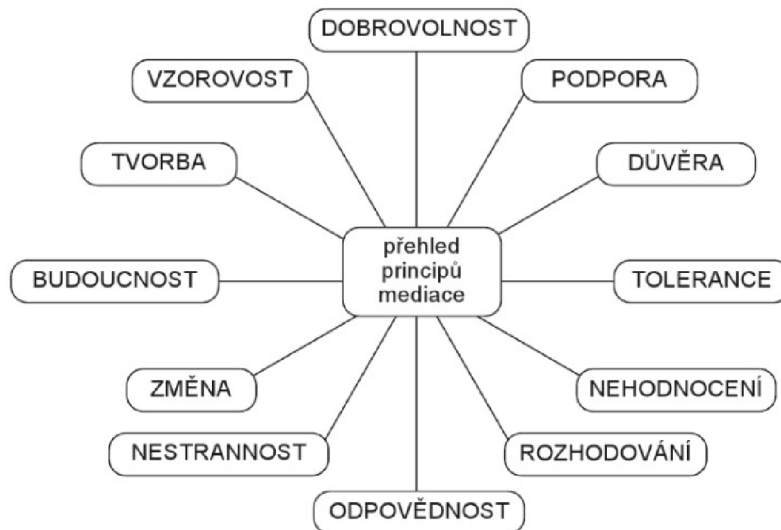 DOBROVOLNOST
VZOROVOST
PODPORA
TVORBA
DŮVĚRA
přehled
principů
mediace
BUDOUCNOST
TOLERANCE
ZMĚNA
NEHODNOCENÍ
NESTRANNOST
ROZHODOVÁNÍ
ODPOVĚDNOST